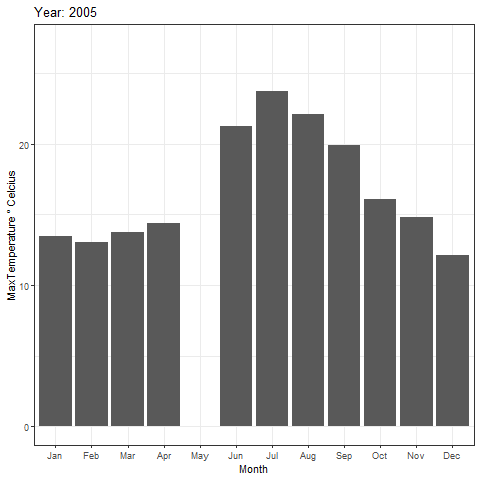 Year: 2005
MaxTemperature " Celcius
20
10
0
Jan Feb Mar Apr May Jun Jul Aug Sep Oct Nov Dec
Month